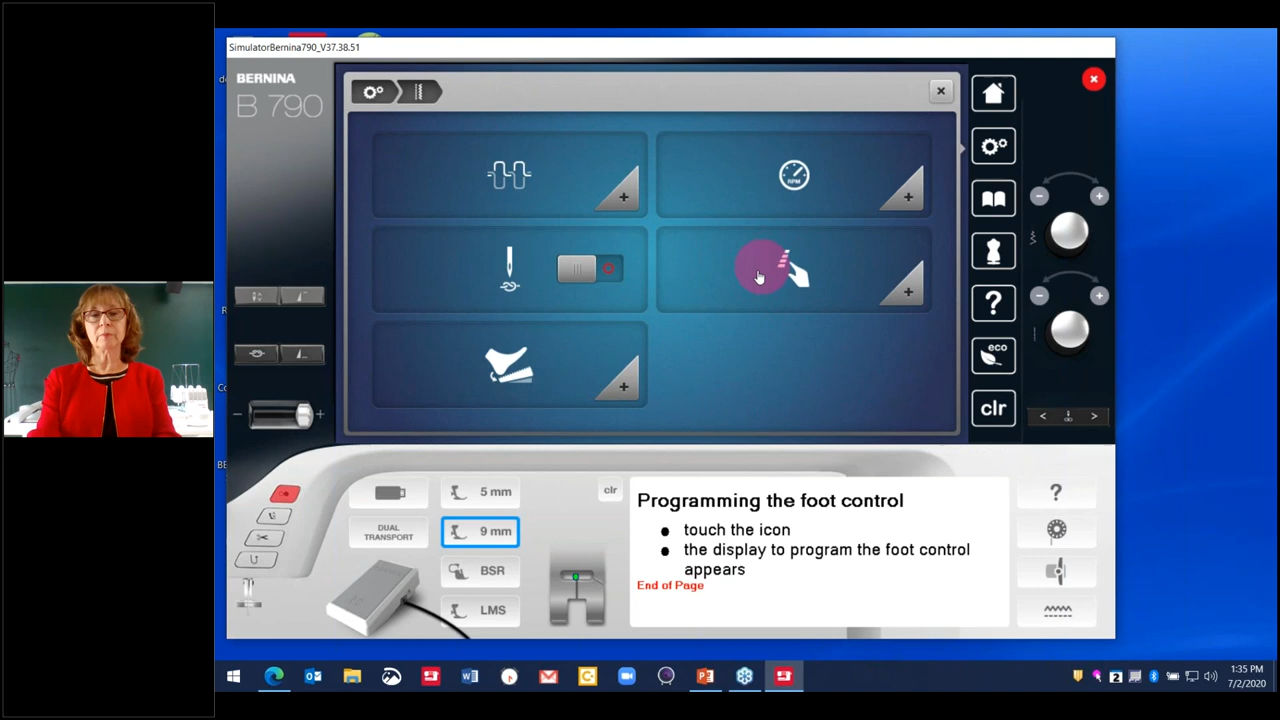 SimulatorBernina790_V37.38.51
BERNINA
B 790
RPM
eco
clr
5 mm
clr
9 mm
DUAL
TRANSPORT
BSR
LMS
Programming the foot control
touch the icon
the display to program the foot control
appears
End of Page
1:35 PM
7/2/2020